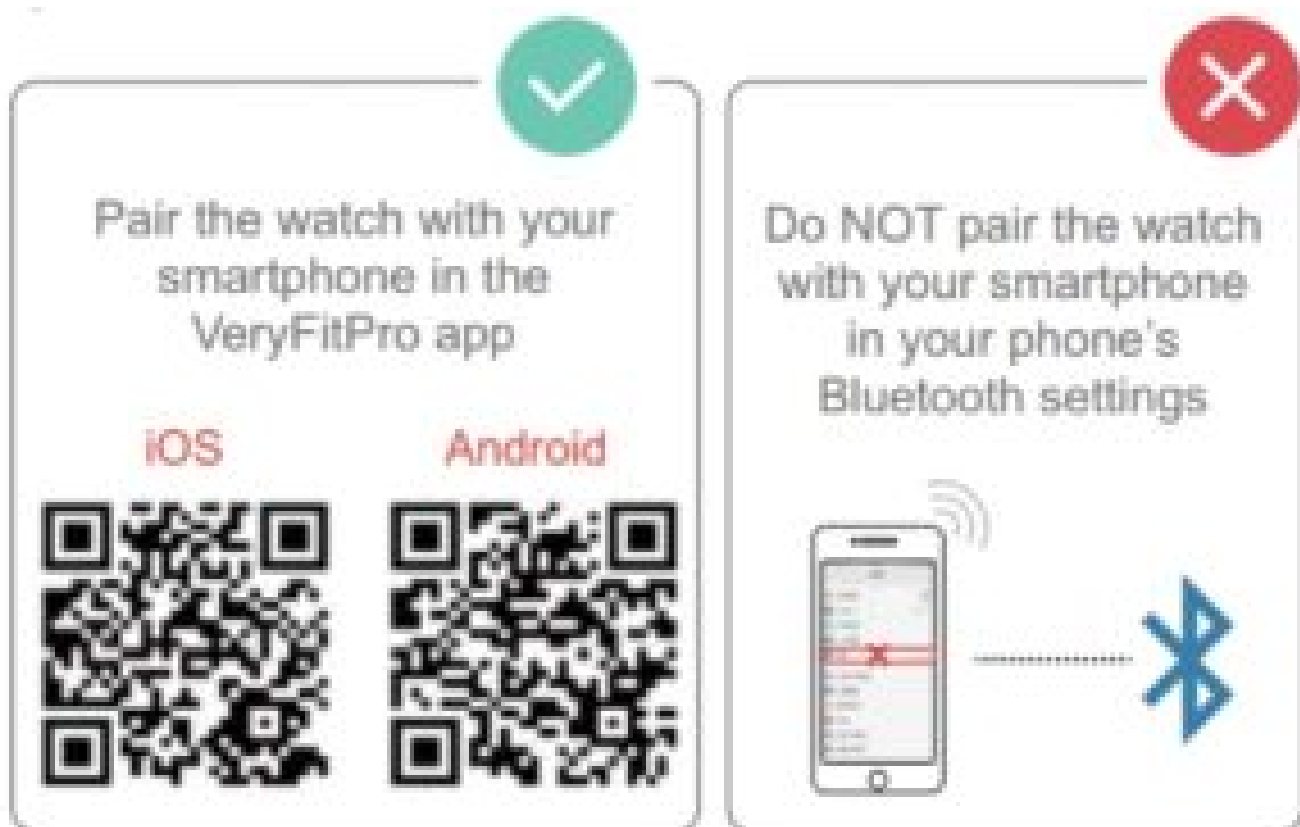 Pair the watch with your
smartphone in the
VeryFitPro app
iOS
Android
Do NOT pair the watch
with your smartphone
in your phone's
Bluetooth settings